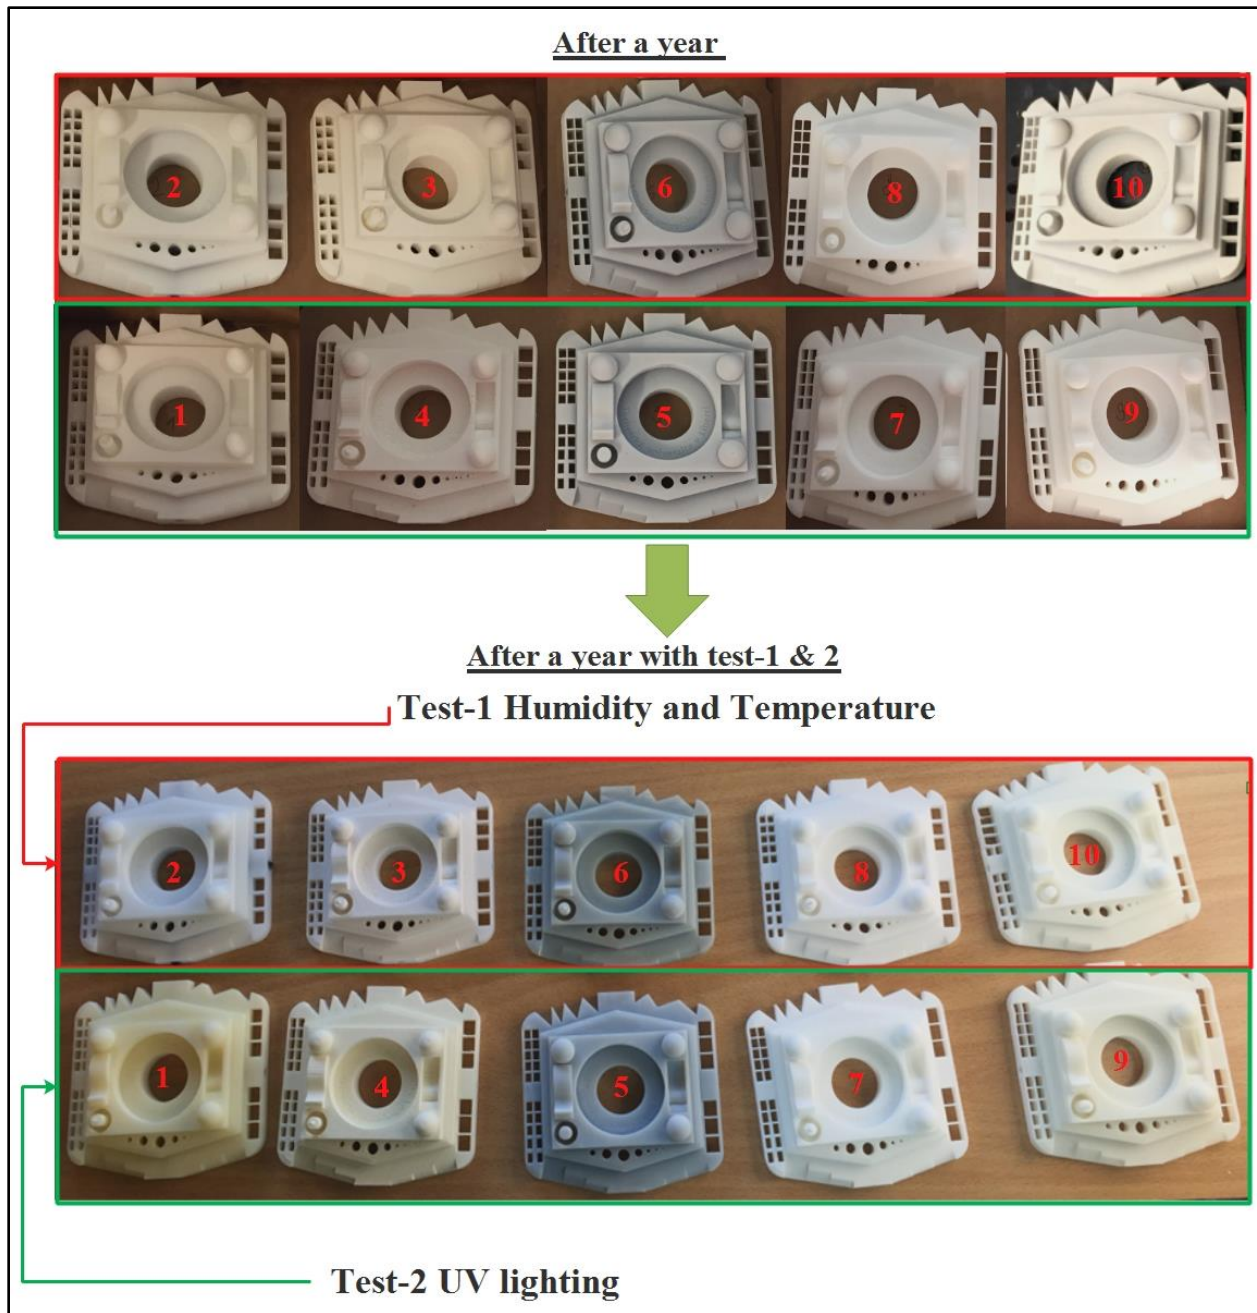 After a year
2 3 6 8 10
1 4 5 7 9
After a year with test-1 & 2
Test-1 Humidity and Temperature
2 3 6 8 10
1 4 5 7 9
Test-2 UV lighting